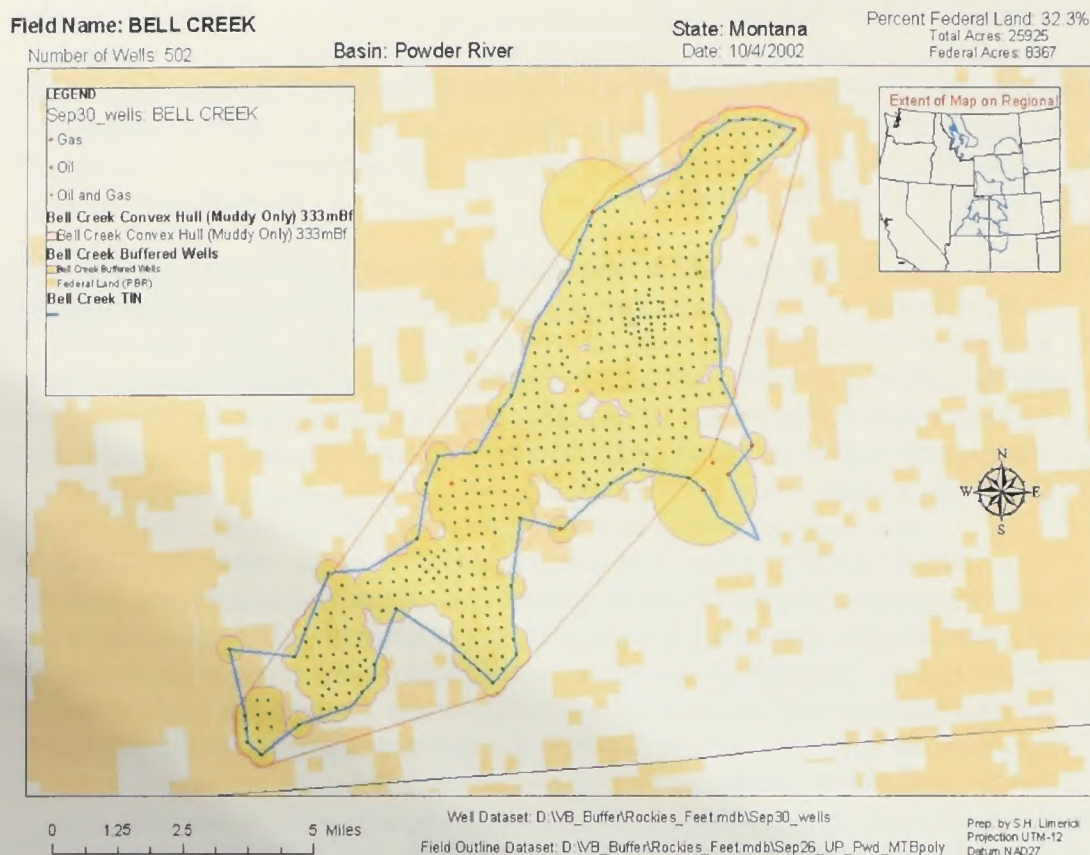 Field Name: BELL CREEK
Number of Wells: 502
Basin: Powder River
State: Montana
Date: 10/4/2002
Percent Federal Land: 32.3%
Total Acres: 25925
Federal Acres: 8367
LEGEND
Sep30_wells: BELL CREEK
Gas
Oil
Oil and Gas
Bell Creek Convex Hull (Muddy Only) 333mBf
Bell Creek Convex Hull (Muddy Only) 333mBf
Bell Creek Buffered Wells
Bell Creek Buffered Wells
Federal Land (PBR)
Bell Creek TIN
Extent of Map on Regional
N
W E
S
0 1.25 2.5 5 Miles
Well Dataset: D:\VB_Buffer\Rockies_Feet.mdb\Sep30_wells
Field Outline Dataset: D:\VB_Buffer\Rockies_Feet.mdb\Sep26_UP_Pwd_MTBpoly
Prep. by S.H. Limerick
Projection UTM-12
Datum NAD27